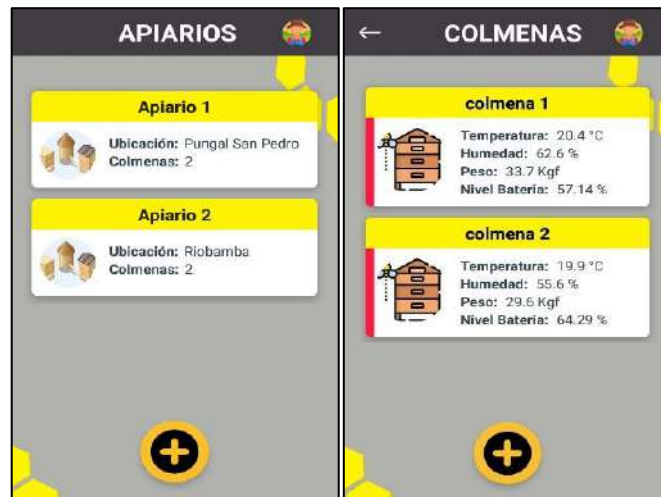 APIARIOS
Apiario 1
Ubicación: Pungal San Pedro
Colmenas: 2
Apiario 2
Ubicación: Riobamba
Colmenas: 2
COLMENAS
colmena 1
Temperatura: 20.4 °C
Humedad: 62.6 %
Peso: 33.7 Kgf
Nivel Bateria: 57.14 %
colmena 2
Temperatura: 19.9 °C
Humedad: 55.6 %
Peso: 29.6 Kgf
Nivel Bateria: 64.29 %